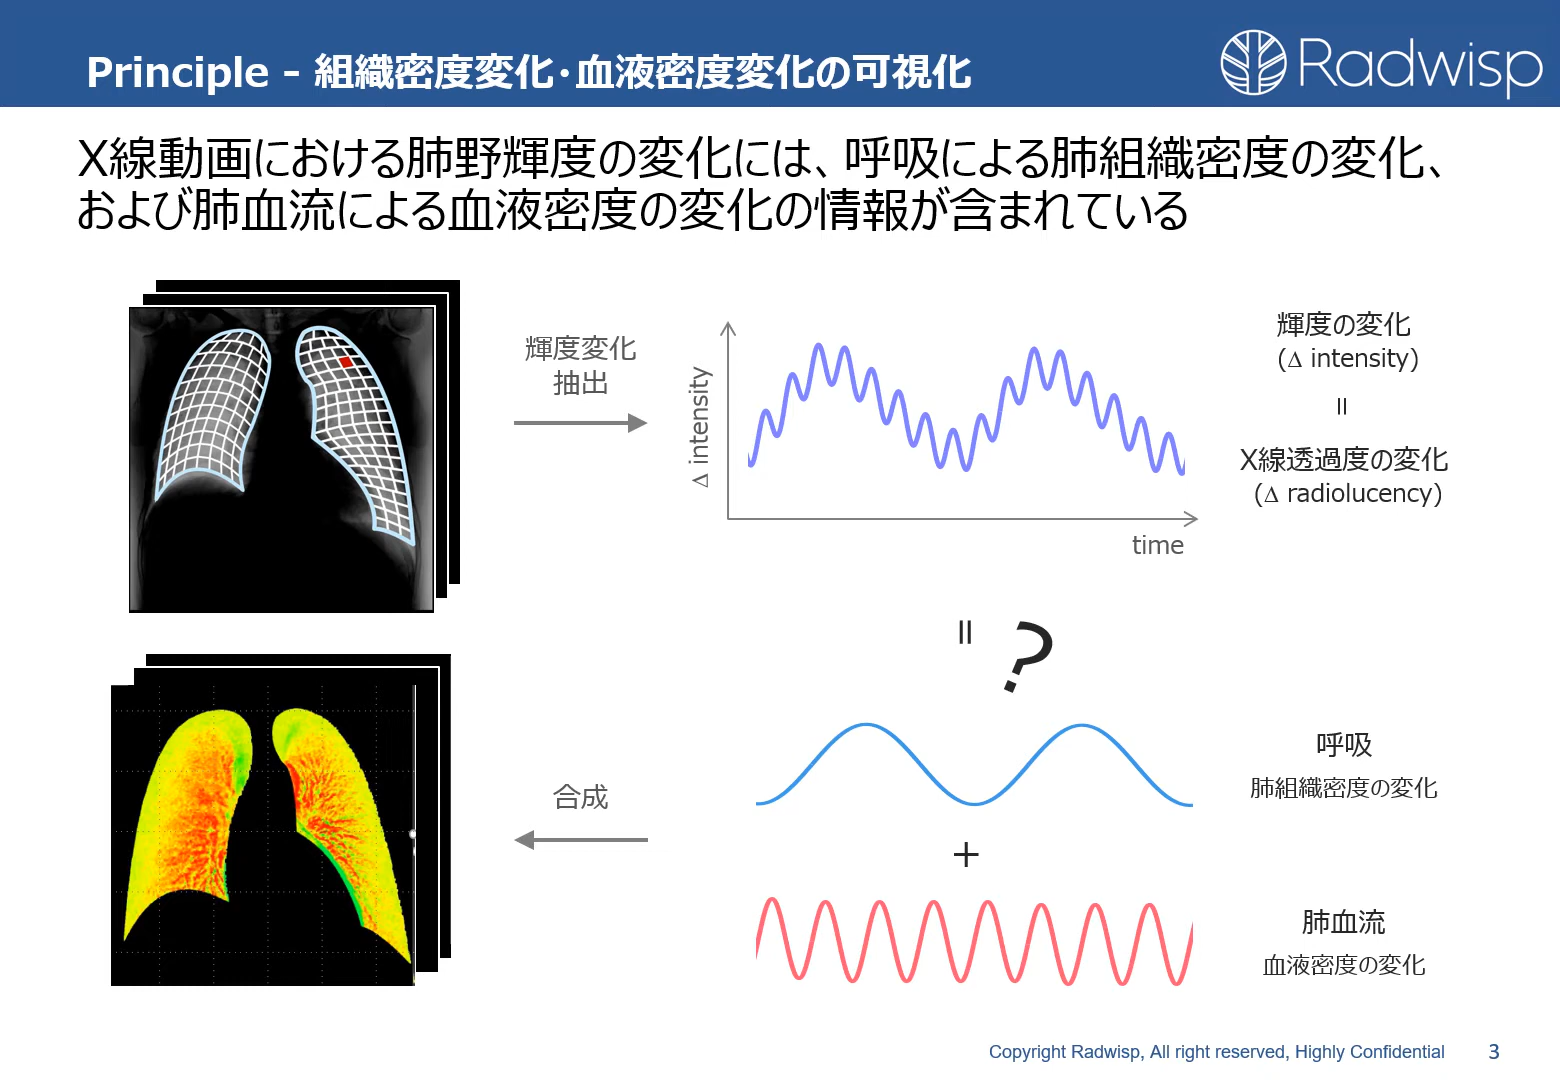 Principle - 組織密度変化･血液密度変化の可視化
Radwisp
X線動画における肺野輝度の変化には、呼吸による肺組織密度の変化、
および肺血流による血液密度の変化の情報が含まれている
輝度変化
抽出
Δ intensity
time
輝度の変化
(Δ intensity)
=
X線透過度の変化
(Δ radiolucency)
= ?
合成
呼吸
肺組織密度の変化
+
肺血流
血液密度の変化
Copyright Radwisp, All right reserved, Highly Confidential
3